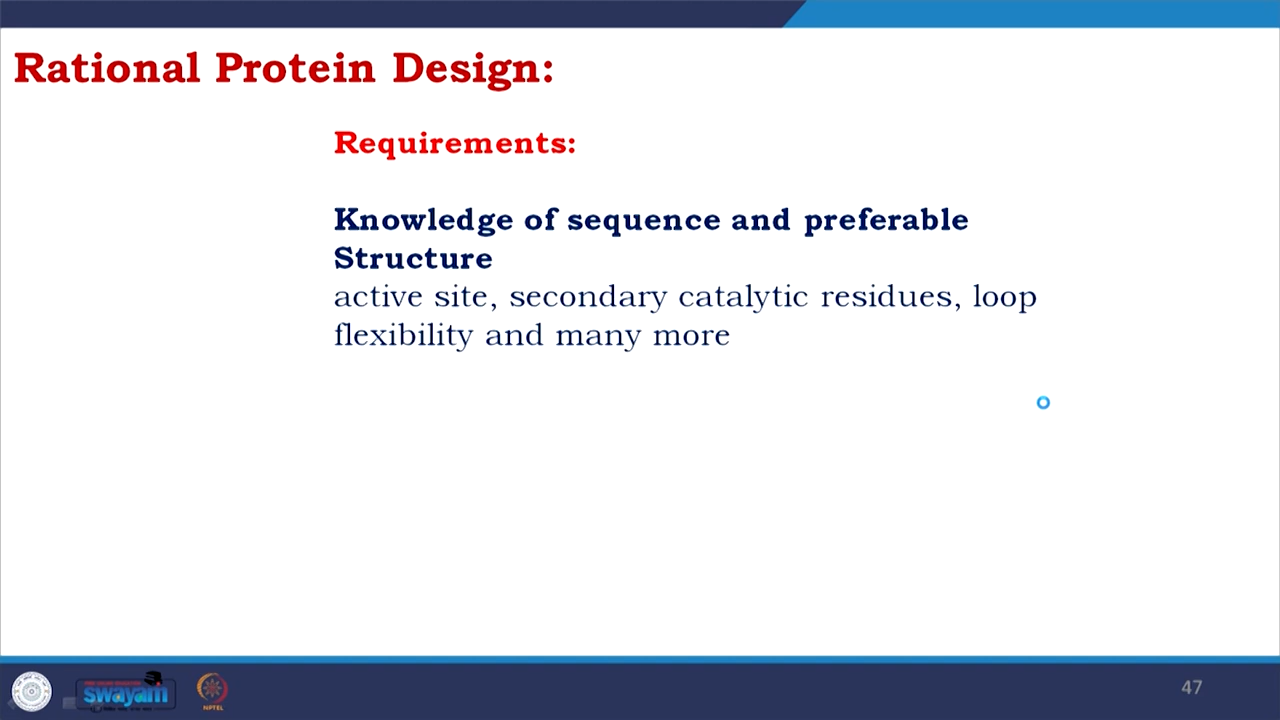 Rational Protein Design:
Requirements:
Knowledge of sequence and preferable
Structure
active site, secondary catalytic residues, loop
flexibility and many more
swayam
NPTEL
47